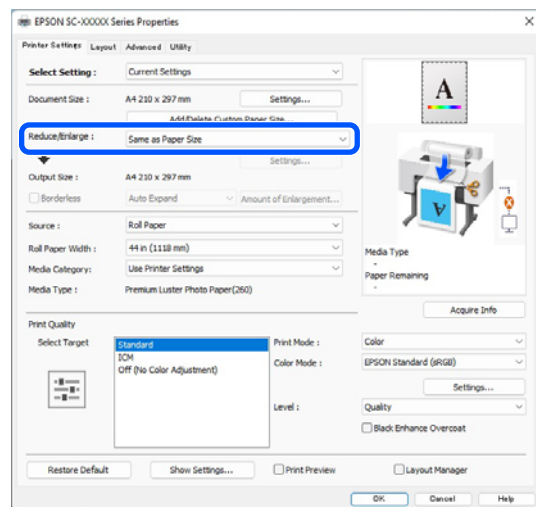 EPSON SC-XXXXX Series Properties
Printer Settings Layout Advanced Utility
Select Setting : Current Settings
Document Size : A4 210 x 297 mm Settings...
Add/Delete Custom Paper Size...
Reduce/Enlarge : Same as Paper Size
Settings...
Output Size : A4 210 x 297 mm
Borderless Auto Expand Amount of Enlargement...
Source : Roll Paper
Roll Paper Width : 44 in (1118 mm)
Media Category: Use Printer Settings
Media Type : Premium Luster Photo Paper(260)
A
A
Media Type
-
Paper Remaining
-
Acquire Info
Print Quality
Select Target
Standard
ICM
Off (No Color Adjustment)
Print Mode : Color
Color Mode : EPSON Standard (sRGB)
Settings...
Level : Quality
Black Enhance Overcoat
Restore Default Show Settings... Print Preview Layout Manager
OK Cancel Help